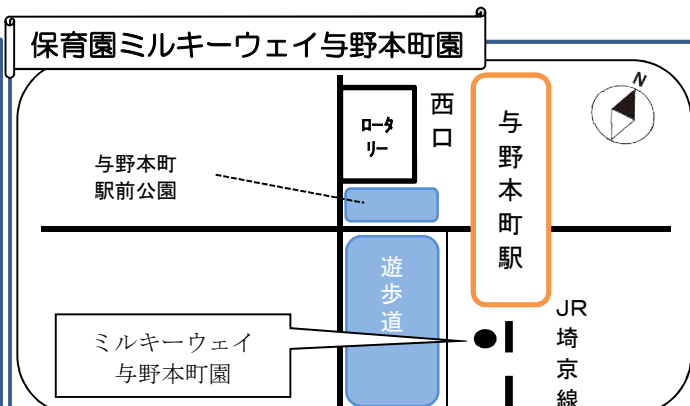 保育園ミルキーウェイ与野本町園
N
ロータ
リー
西口
与野本町駅
与野本町
駅前公園
遊歩道
JR埼京線
ミルキーウェイ
与野本町園